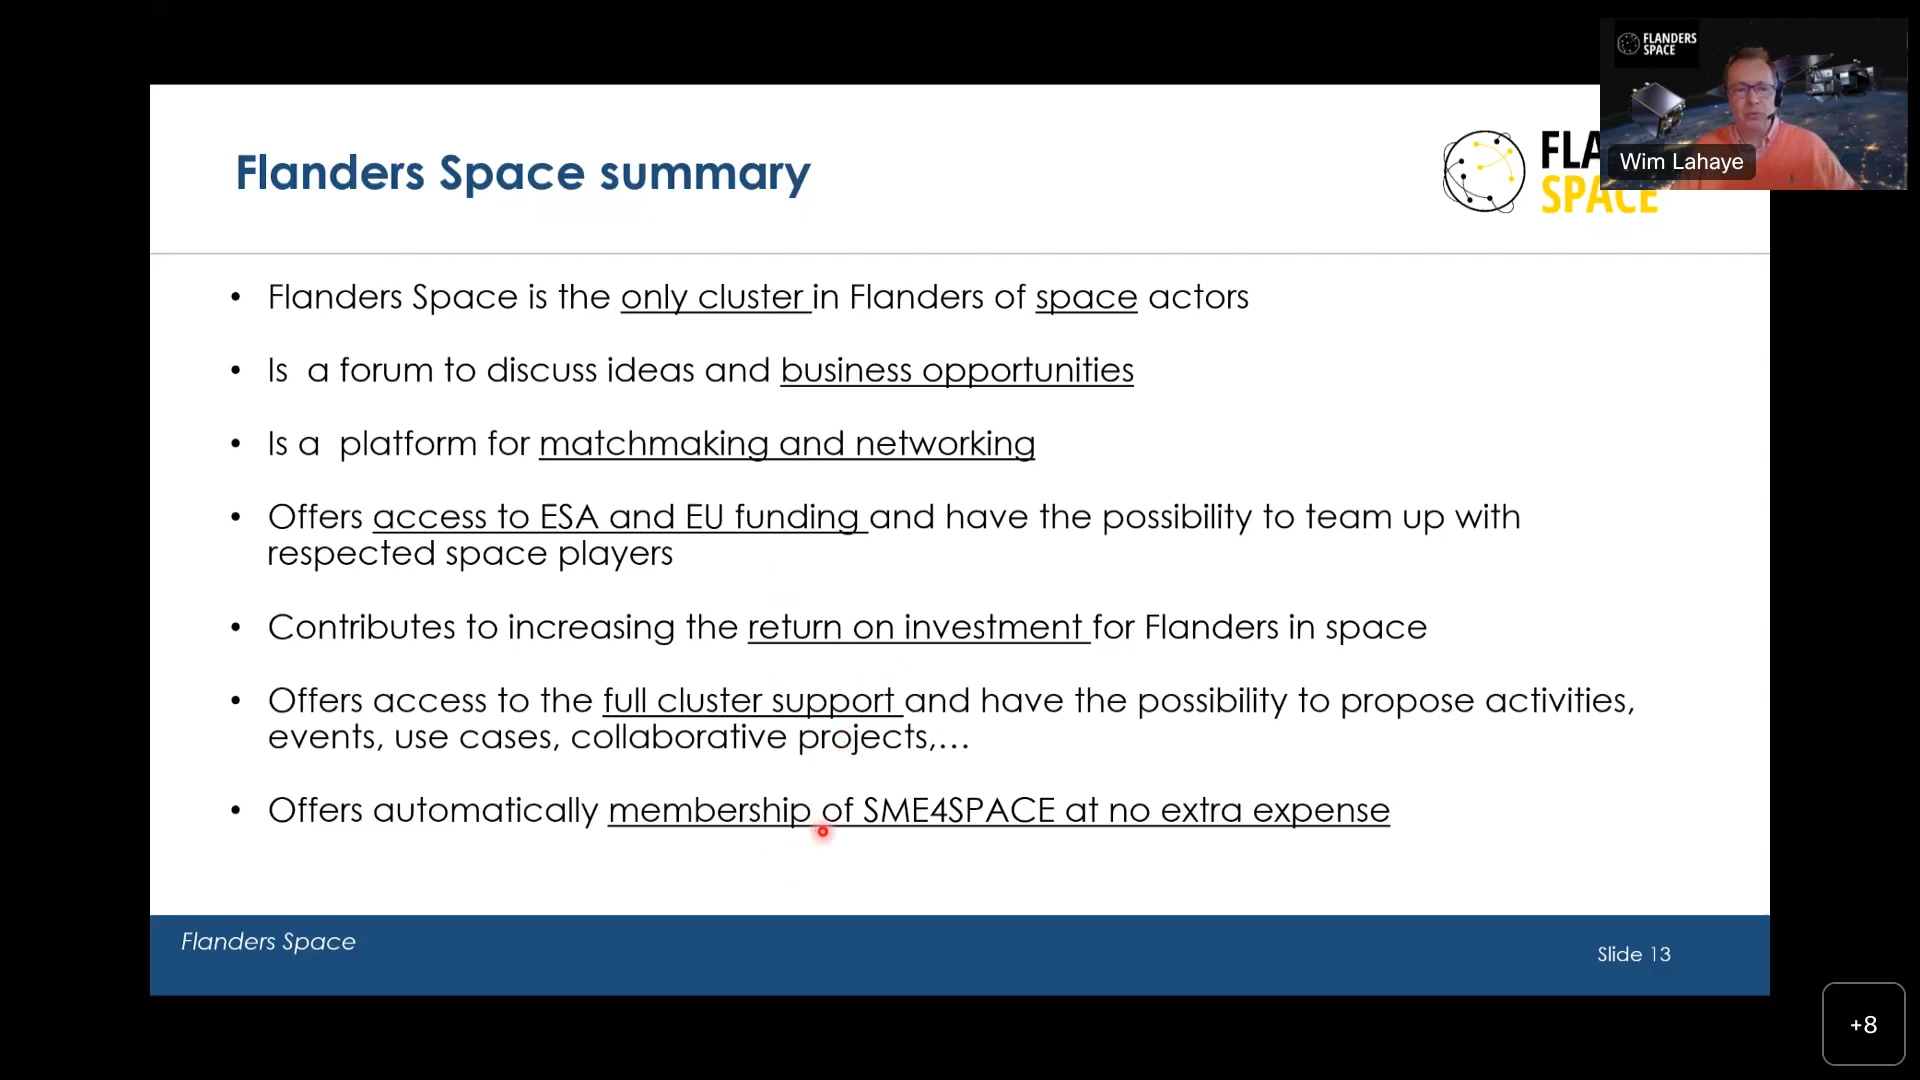 FLANDERS
SPACE
Wim Lahaye
Flanders Space summary
FLA
SPACE
• Flanders Space is the only cluster in Flanders of space actors
• Is  a forum to discuss ideas and business opportunities
• Is a  platform for matchmaking and networking
• Offers access to ESA and EU funding and have the possibility to team up with
respected space players
• Contributes to increasing the return on investment for Flanders in space
• Offers access to the full cluster support and have the possibility to propose activities,
events, use cases, collaborative projects,…
• Offers automatically membership of SME4SPACE at no extra expense
Flanders Space
Slide 13
+8